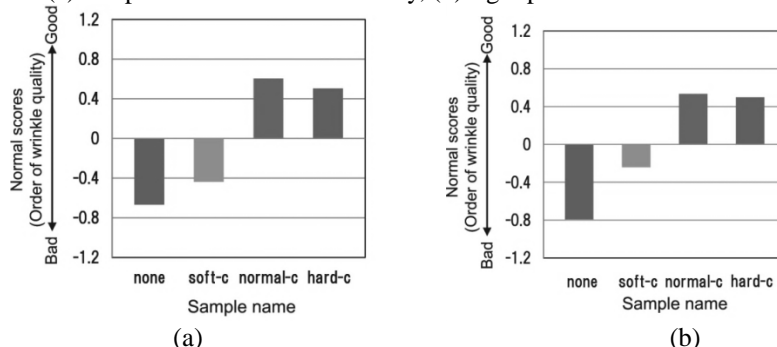 Good
1.2
0.8
0.4
0
-0.4
-0.8
-1.2
Bad
Normal scores
(Order of wrinkle quality)
none soft-c normal-c hard-c
Sample name
(a)
Good
1.2
0.8
0.4
0
-0.4
-0.8
-1.2
Bad
Normal scores
(Order of wrinkle quality)
none soft-c normal-c hard-c
Sample name
(b)